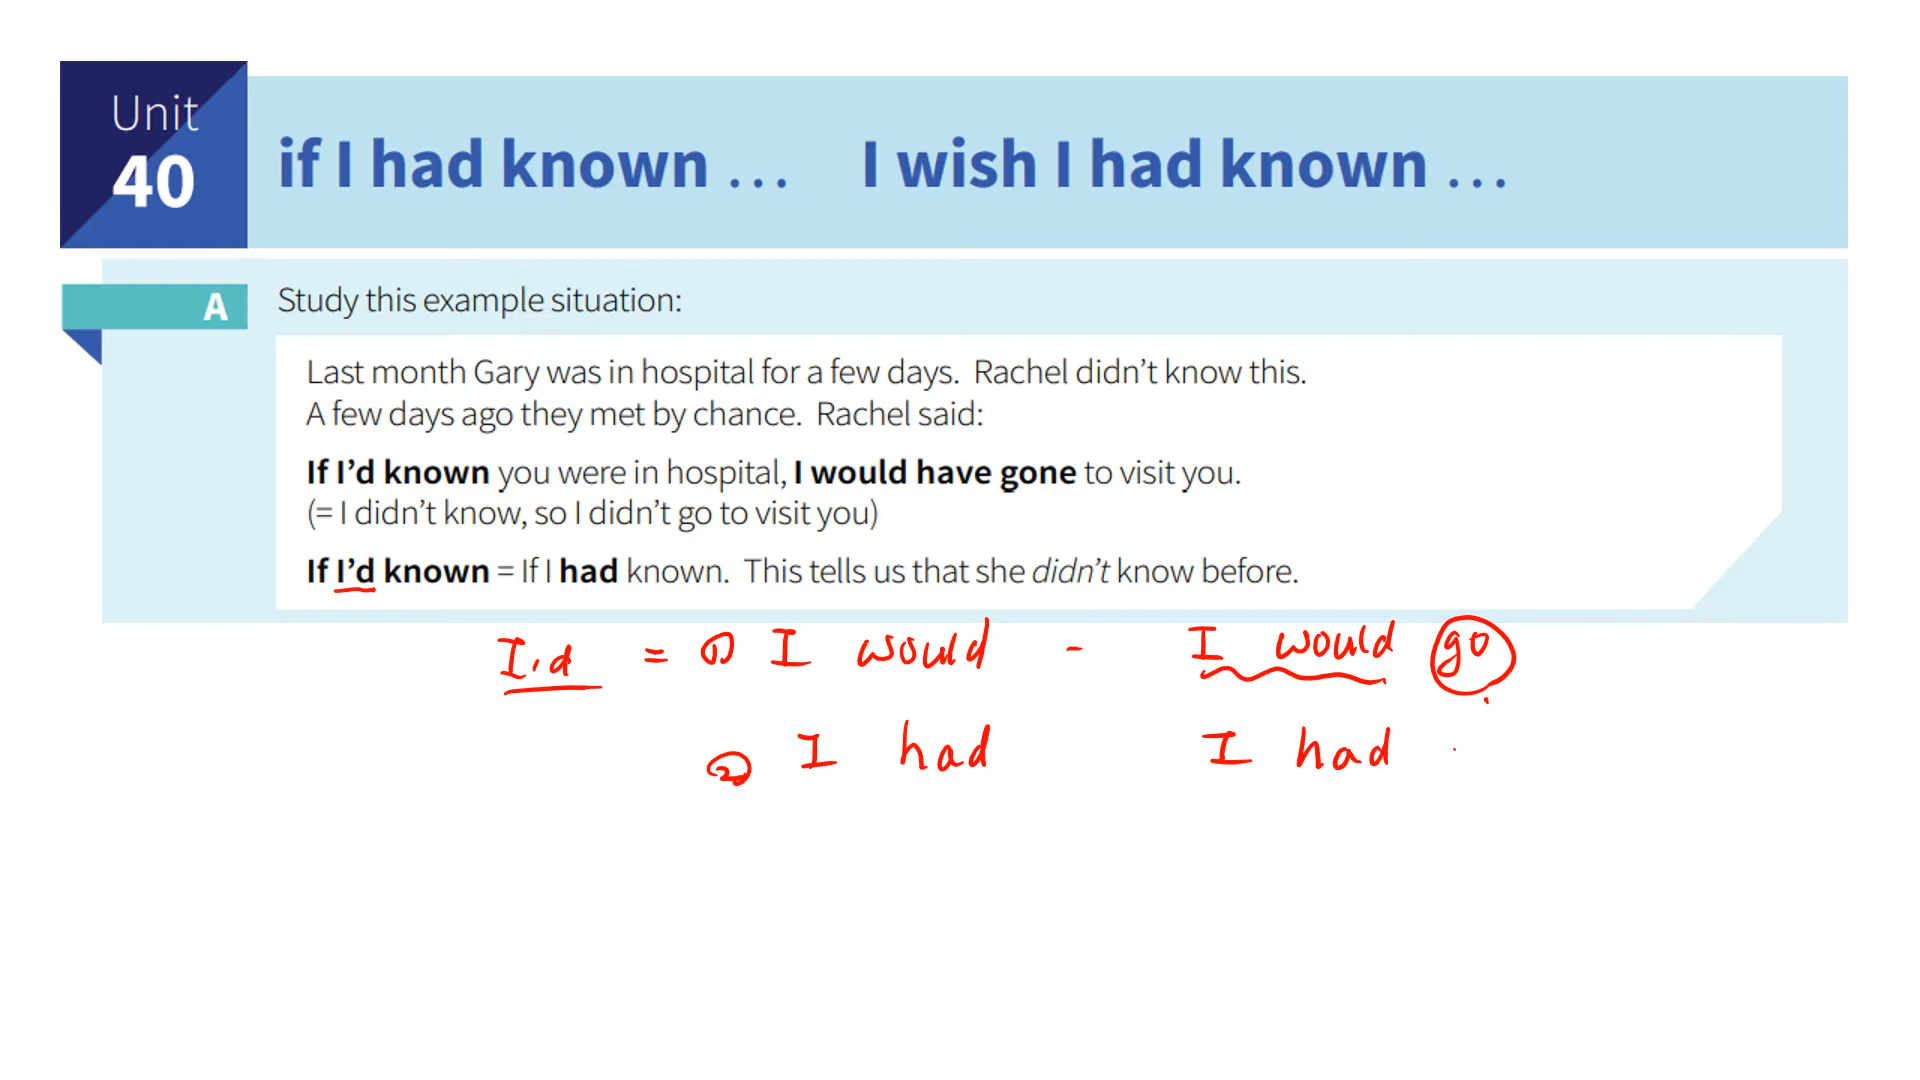 Unit
40
if I had known … I wish I had known …
A
Study this example situation:
Last month Gary was in hospital for a few days. Rachel didn’t know this.
A few days ago they met by chance. Rachel said:
If I’d known you were in hospital, I would have gone to visit you.
(= I didn’t know, so I didn’t go to visit you)
If I’d known = If I had known. This tells us that she didn’t know before.
I'd = ① I would - I would go
② I had I had